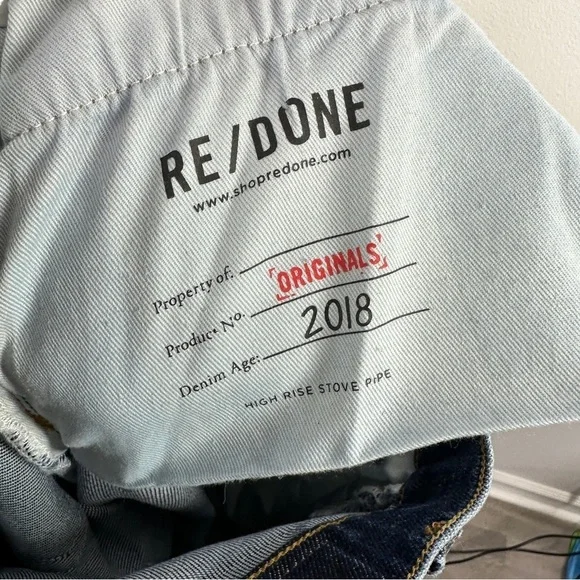 RE/DONE
www.shopredone.com
Property of:
[ORIGINALS]
Product No.
2018
Denim Age:
HIGH RISE STOVE PIPE